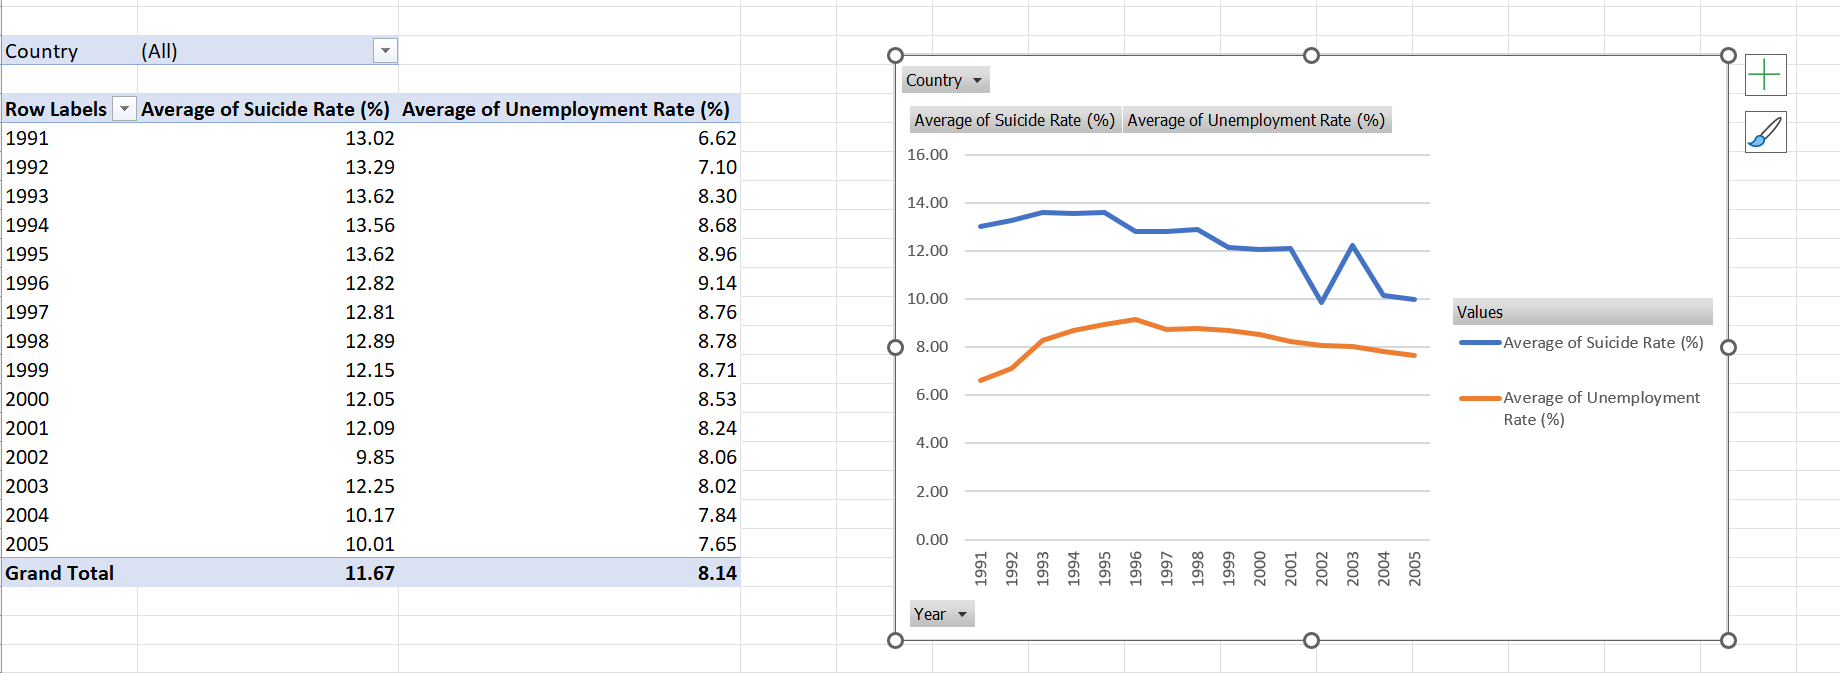 Country (All)
Row Labels Average of Suicide Rate (%) Average of Unemployment Rate (%)
1991 13.02 6.62
1992 13.29 7.10
1993 13.62 8.30
1994 13.56 8.68
1995 13.62 8.96
1996 12.82 9.14
1997 12.81 8.76
1998 12.89 8.78
1999 12.15 8.71
2000 12.05 8.53
2001 12.09 8.24
2002 9.85 8.06
2003 12.25 8.02
2004 10.17 7.84
2005 10.01 7.65
Grand Total 11.67 8.14
Country
Average of Suicide Rate (%) Average of Unemployment Rate (%)
16.00
14.00
12.00
10.00
8.00
6.00
4.00
2.00
0.00
1991
1992
1993
1994
1995
1996
1997
1998
1999
2000
2001
2002
2003
2004
2005
Values
Average of Suicide Rate (%)
Average of Unemployment
Rate (%)
Year